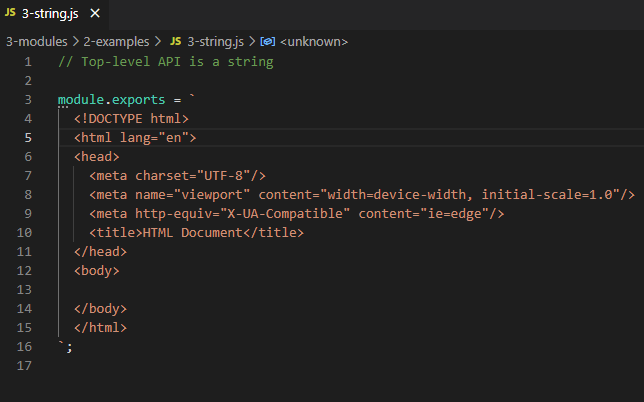 JS 3-string.js ×
3-modules > 2-examples > JS 3-string.js > <unknown>
1 // Top-level API is a string
2
3 module.exports = `
4   <!DOCTYPE html>
5   <html lang="en">
6   <head>
7     <meta charset="UTF-8"/>
8     <meta name="viewport" content="width=device-width, initial-scale=1.0"/>
9     <meta http-equiv="X-UA-Compatible" content="ie=edge"/>
10     <title>HTML Document</title>
11   </head>
12   <body>
13
14   </body>
15   </html>
16 `;
17